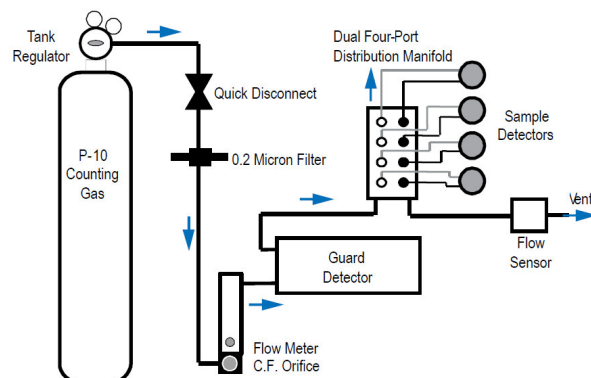 Tank
Regulator
Quick Disconnect
P-10
Counting
Gas
0.2 Micron Filter
Dual Four-Port
Distribution Manifold
Sample
Detectors
Vent
Flow
Sensor
Guard
Detector
Flow Meter
C.F. Orifice